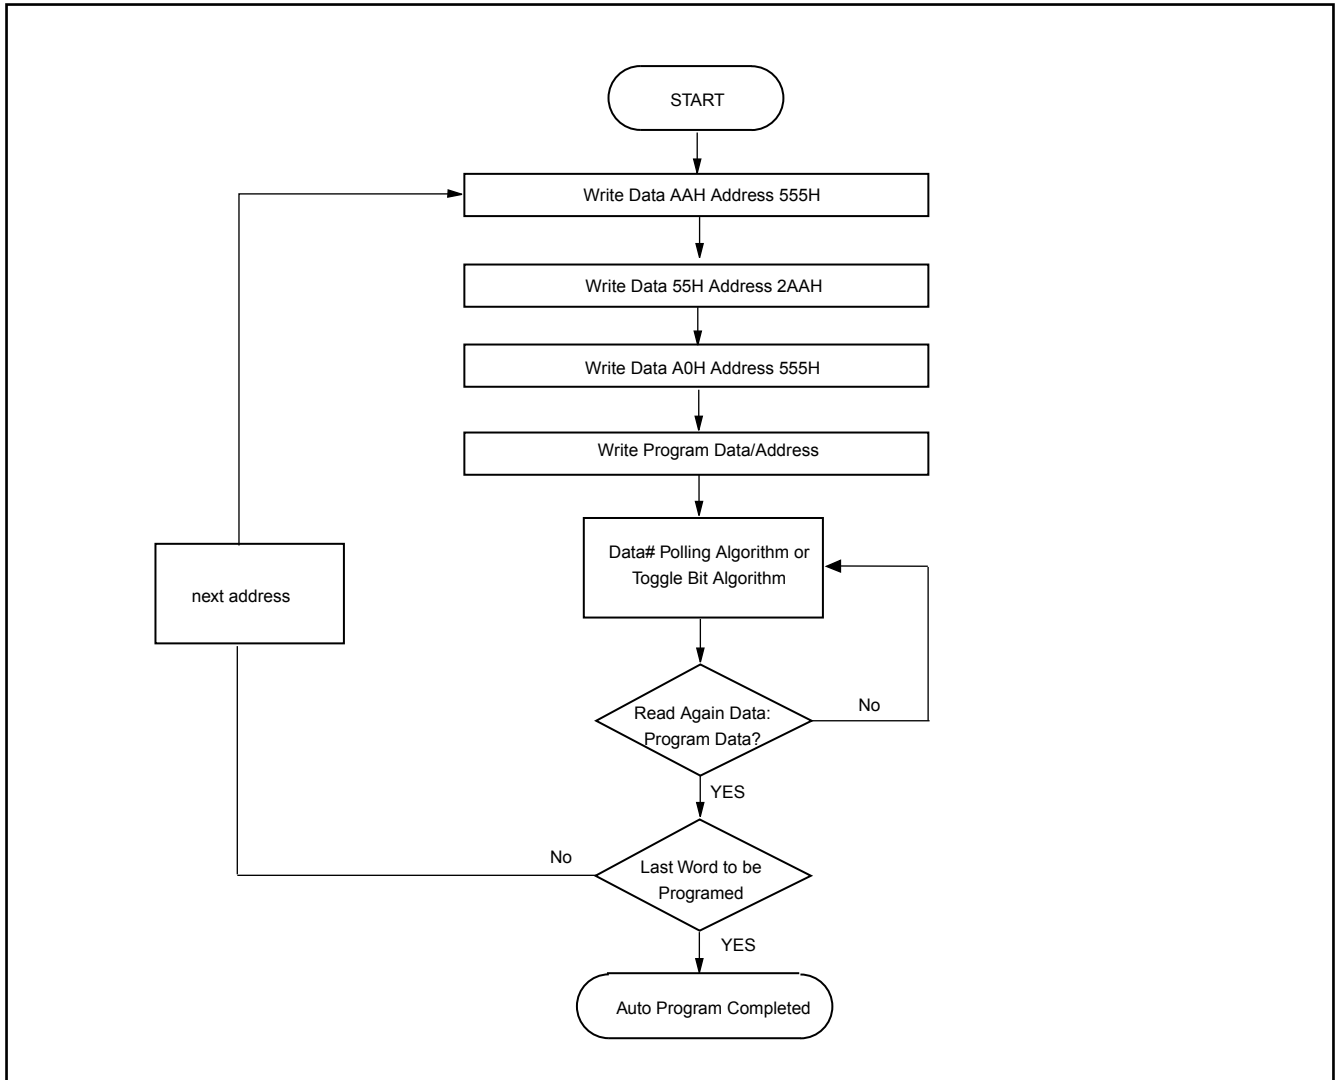 START
Write Data AAH Address 555H
Write Data 55H Address 2AAH
Write Data A0H Address 555H
Write Program Data/Address
Data# Polling Algorithm or
Toggle Bit Algorithm
next address
Read Again Data:
Program Data?
No
YES
No
Last Word to be
Programed
YES
Auto Program Completed